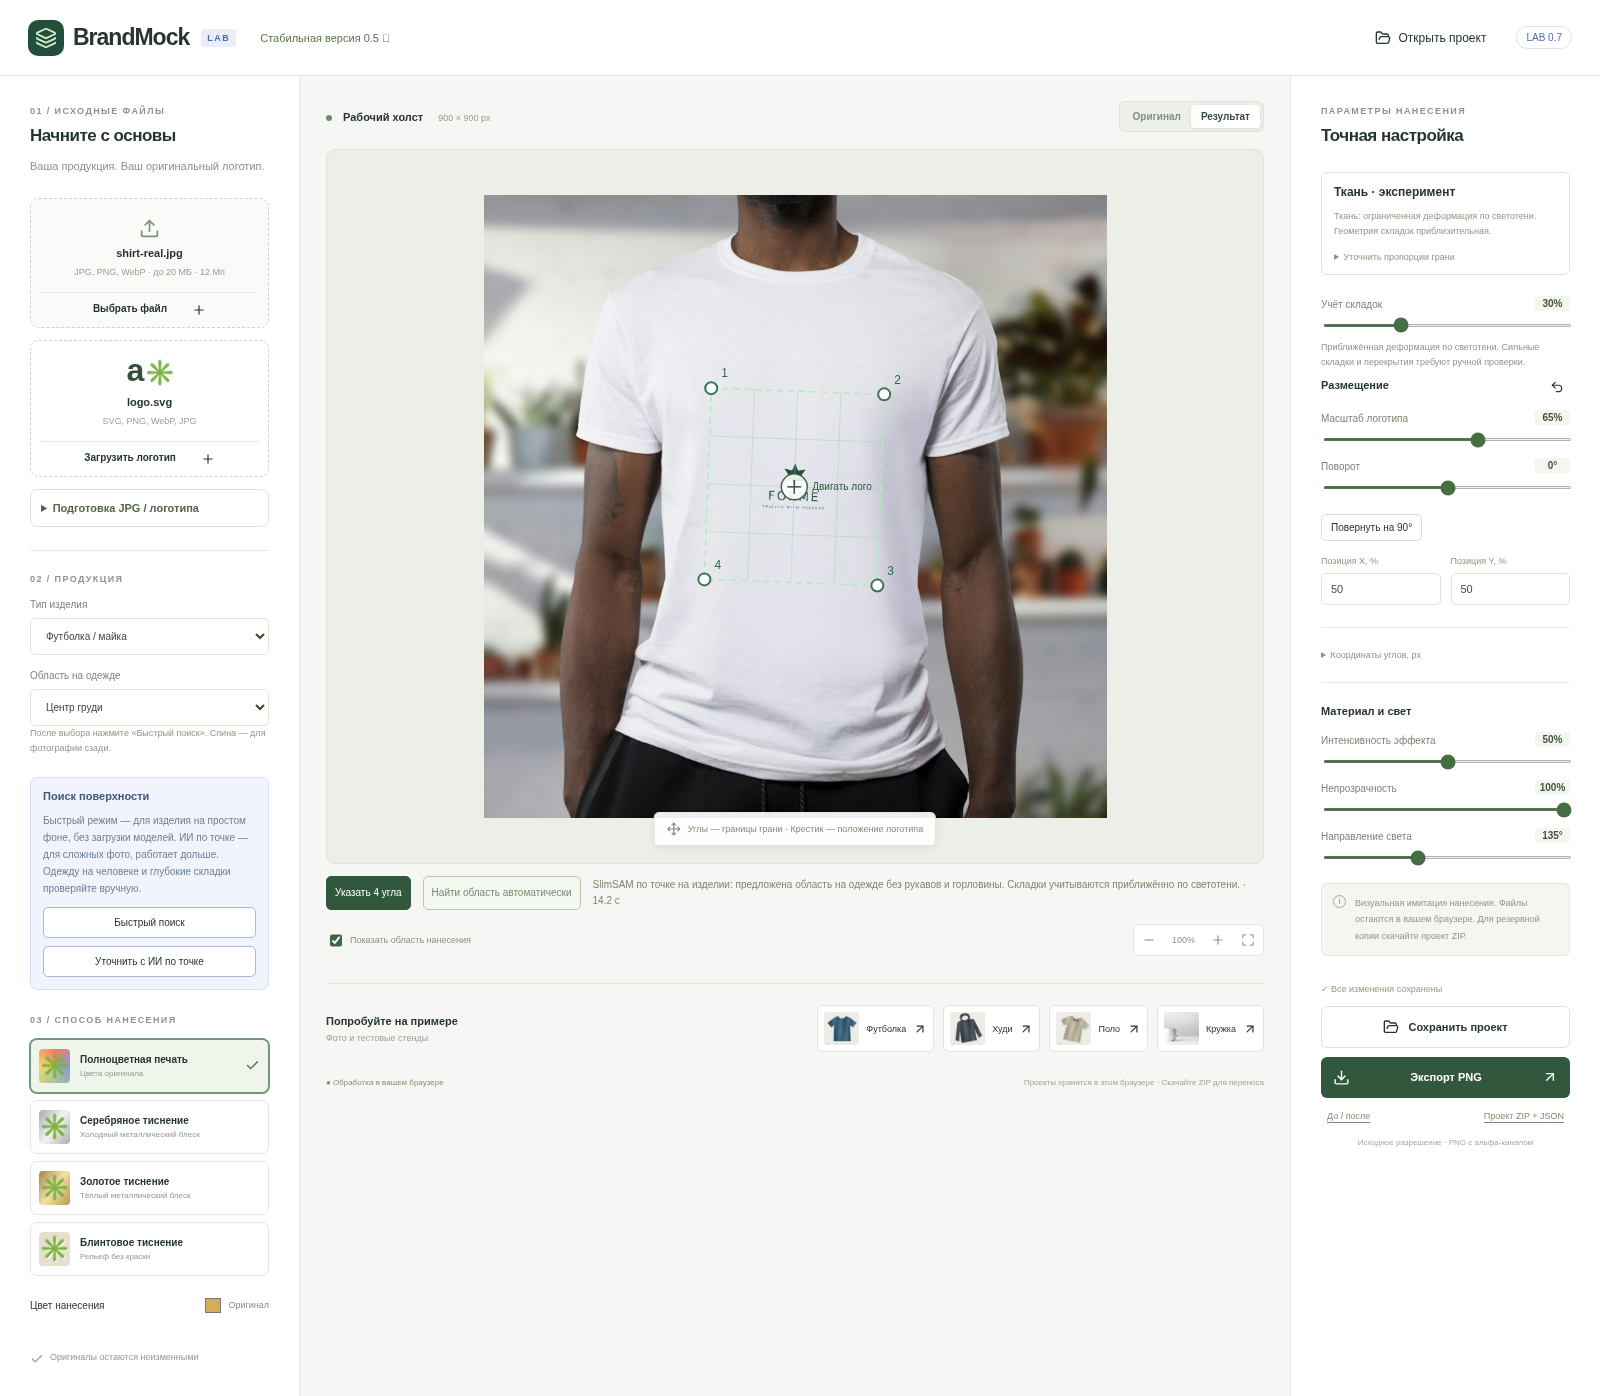 BrandMock LAB Стабильная версия 0.5
Открыть проект LAB 0.7
01 / ИСХОДНЫЕ ФАЙЛЫ
Начните с основы
Ваша продукция. Ваш оригинальный логотип.
shirt-real.jpg
JPG, PNG, WebP · до 20 МБ · 12 Мп
Выбрать файл
a
logo.svg
SVG, PNG, WebP, JPG
Загрузить логотип
Подготовка JPG / логотипа
02 / ПРОДУКЦИЯ
Тип изделия
Футболка / майка
Область на одежде
Центр груди
После выбора нажмите «Быстрый поиск». Спина — для
фотографии сзади.
Поиск поверхности
Быстрый режим — для изделия на простом
фоне, без загрузки моделей. ИИ по точке —
для сложных фото, работает дольше.
Одежду на человеке и глубокие складки
проверяйте вручную.
Быстрый поиск
Уточнить с ИИ по точке
03 / СПОСОБ НАНЕСЕНИЯ
Полноцветная печать
Цвета оригинала
Серебряное тиснение
Холодный металлический блеск
Золотое тиснение
Тёплый металлический блеск
Блинтовое тиснение
Рельеф без краски
Цвет нанесения Оригинал
Оригиналы остаются неизменными
Рабочий холст 900 × 900 px
Оригинал Результат
1
2
Двигать лого
4
3
Углы — границы грани · Крестик — положение логотипа
Указать 4 угла
Найти область автоматически
SlimSAM по точке на изделии: предложена область на одежде без рукавов и горловины. Складки учитываются приближённо по светотени. ·
14.2 с
Показать область нанесения
100%
Попробуйте на примере
Фото и тестовые стенды
Футболка
Худи
Поло
Кружка
● Обработка в вашем браузере
Проекты хранятся в этом браузере · Скачайте ZIP для переноса
ПАРАМЕТРЫ НАНЕСЕНИЯ
Точная настройка
Ткань · эксперимент
Ткань: ограниченная деформация по светотени.
Геометрия складок приблизительная.
Уточнить пропорции грани
Учёт складок 30%
Приближённая деформация по светотени. Сильные
складки и перекрытия требуют ручной проверки.
Размещение
Масштаб логотипа 65%
Поворот 0°
Повернуть на 90°
Позиция X, % Позиция Y, %
50 50
Координаты углов, px
Материал и свет
Интенсивность эффекта 50%
Непрозрачность 100%
Направление света 135°
Визуальная имитация нанесения. Файлы
остаются в вашем браузере. Для резервной
копии скачайте проект ZIP.
✓ Все изменения сохранены
Сохранить проект
Экспорт PNG
До / после Проект ZIP + JSON
Исходное разрешение · PNG с альфа-каналом